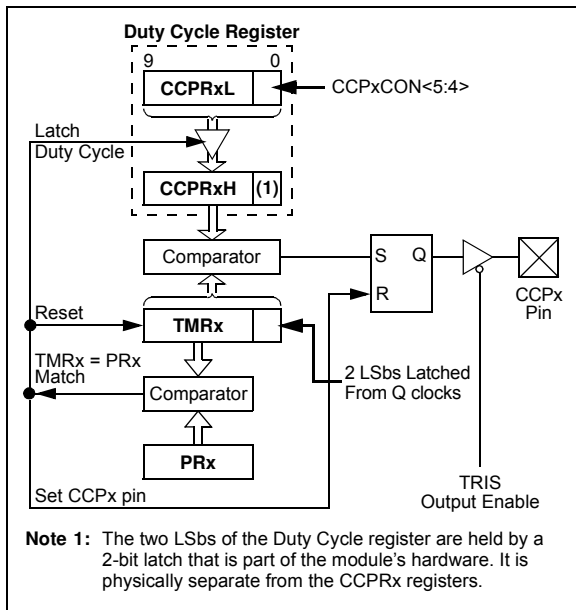 Duty Cycle Register
9 0
CCPRxL
CCPxCON<5:4>
Latch
Duty Cycle
CCPRxH (1)
Comparator
S Q
R
CCPx
Pin
Reset
TMRx
TMRx = PRx
Match
2 LSbs Latched
From Q clocks
Comparator
PRx
Set CCPx pin
TRIS
Output Enable
Note 1: The two LSbs of the Duty Cycle register are held by a
2-bit latch that is part of the module's hardware. It is
physically separate from the CCPRx registers.